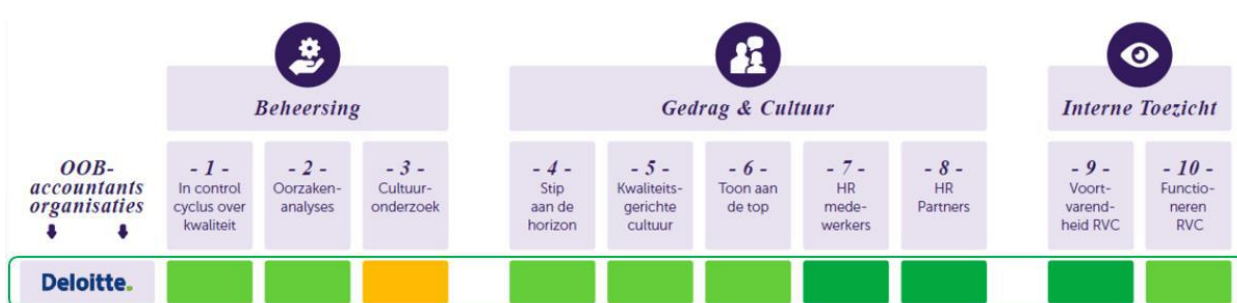 Beheersing
Gedrag & Cultuur
Interne Toezicht
OOB-
accountants
organisaties
- 1 -
In control
cyclus over
kwaliteit
- 2 -
Oorzaken-
analyses
- 3 -
Cultuur-
onderzoek
- 4 -
Stip
aan de
horizon
- 5 -
Kwaliteits-
gerichte
cultuur
- 6 -
Toon aan
de top
- 7 -
HR
mede-
werkers
- 8 -
HR
Partners
- 9 -
Voort-
varend-
heid RVC
- 10 -
Functio-
neren
RVC
Deloitte.